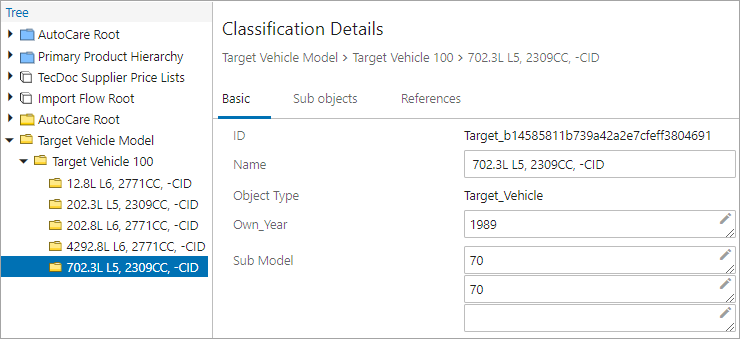 Tree
AutoCare Root
Primary Product Hierarchy
TecDoc Supplier Price Lists
Import Flow Root
AutoCare Root
Target Vehicle Model
Target Vehicle 100
12.8L L6, 2771CC, -CID
202.3L L5, 2309CC, -CID
202.8L L6, 2771CC, -CID
4292.8L L6, 2771CC, -CID
702.3L L5, 2309CC, -CID
Classification Details
Target Vehicle Model > Target Vehicle 100 > 702.3L L5, 2309CC, -CID
Basic Sub objects References
ID Target_b14585811b739a42a2e7cfeff3804691
Name 702.3L L5, 2309CC, -CID
Object Type Target_Vehicle
Own_Year 1989
Sub Model 70
70